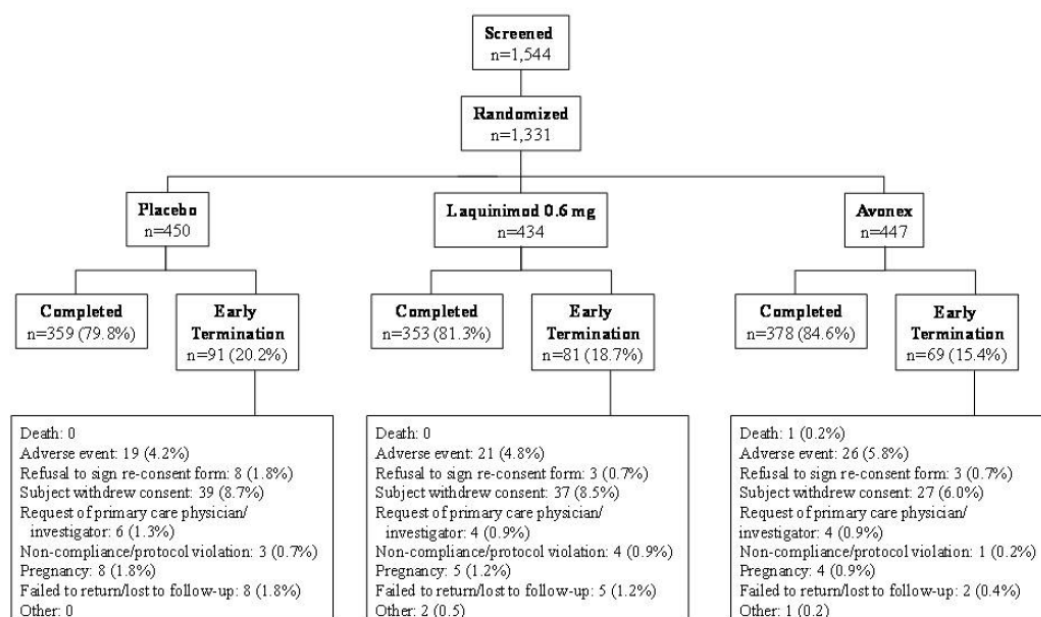 Screened
n=1,544
Randomized
n=1,331
Placebo
n=450
Laquinimod 0.6 mg
n=434
Avonex
n=447
Completed
n=359 (79.8%)
Early
Termination
n=91 (20.2%)
Completed
n=353 (81.3%)
Early
Termination
n=81 (18.7%)
Completed
n=378 (84.6%)
Early
Termination
n=69 (15.4%)
Death: 0
Adverse event: 19 (4.2%)
Refusal to sign re-consent form: 8 (1.8%)
Subject withdrew consent: 39 (8.7%)
Request of primary care physician/
investigator: 6 (1.3%)
Non-compliance/protocol violation: 3 (0.7%)
Pregnancy: 8 (1.8%)
Failed to return/lost to follow-up: 8 (1.8%)
Other: 0
Death: 0
Adverse event: 21 (4.8%)
Refusal to sign re-consent form: 3 (0.7%)
Subject withdrew consent: 37 (8.5%)
Request of primary care physician/
investigator: 4 (0.9%)
Non-compliance/protocol violation: 4 (0.9%)
Pregnancy: 5 (1.2%)
Failed to return/lost to follow-up: 5 (1.2%)
Other: 2 (0.5)
Death: 1 (0.2%)
Adverse event: 26 (5.8%)
Refusal to sign re-consent form: 3 (0.7%)
Subject withdrew consent: 27 (6.0%)
Request of primary care physician/
investigator: 4 (0.9%)
Non-compliance/protocol violation: 1 (0.2%)
Pregnancy: 4 (0.9%)
Failed to return/lost to follow-up: 2 (0.4%)
Other: 1 (0.2)